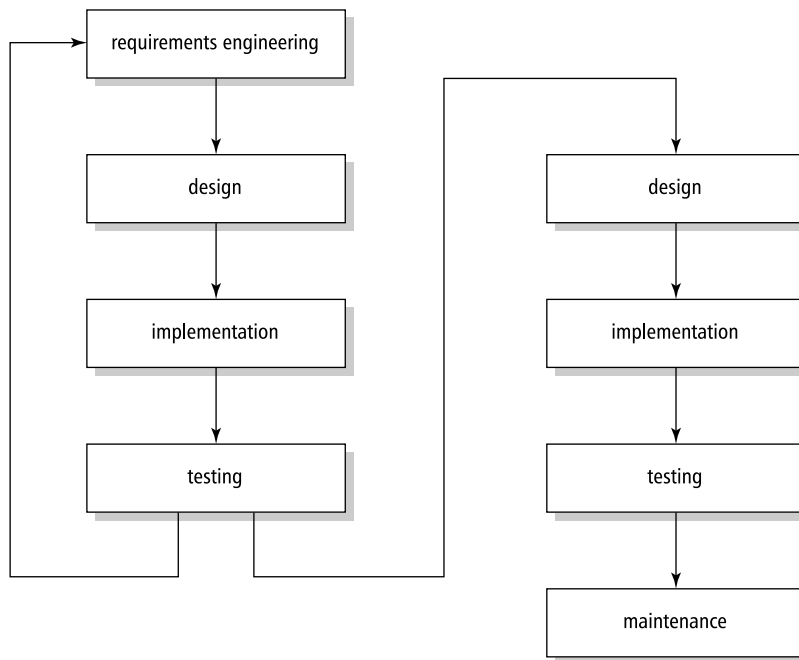 requirements engineering
design
implementation
testing
design
implementation
testing
maintenance